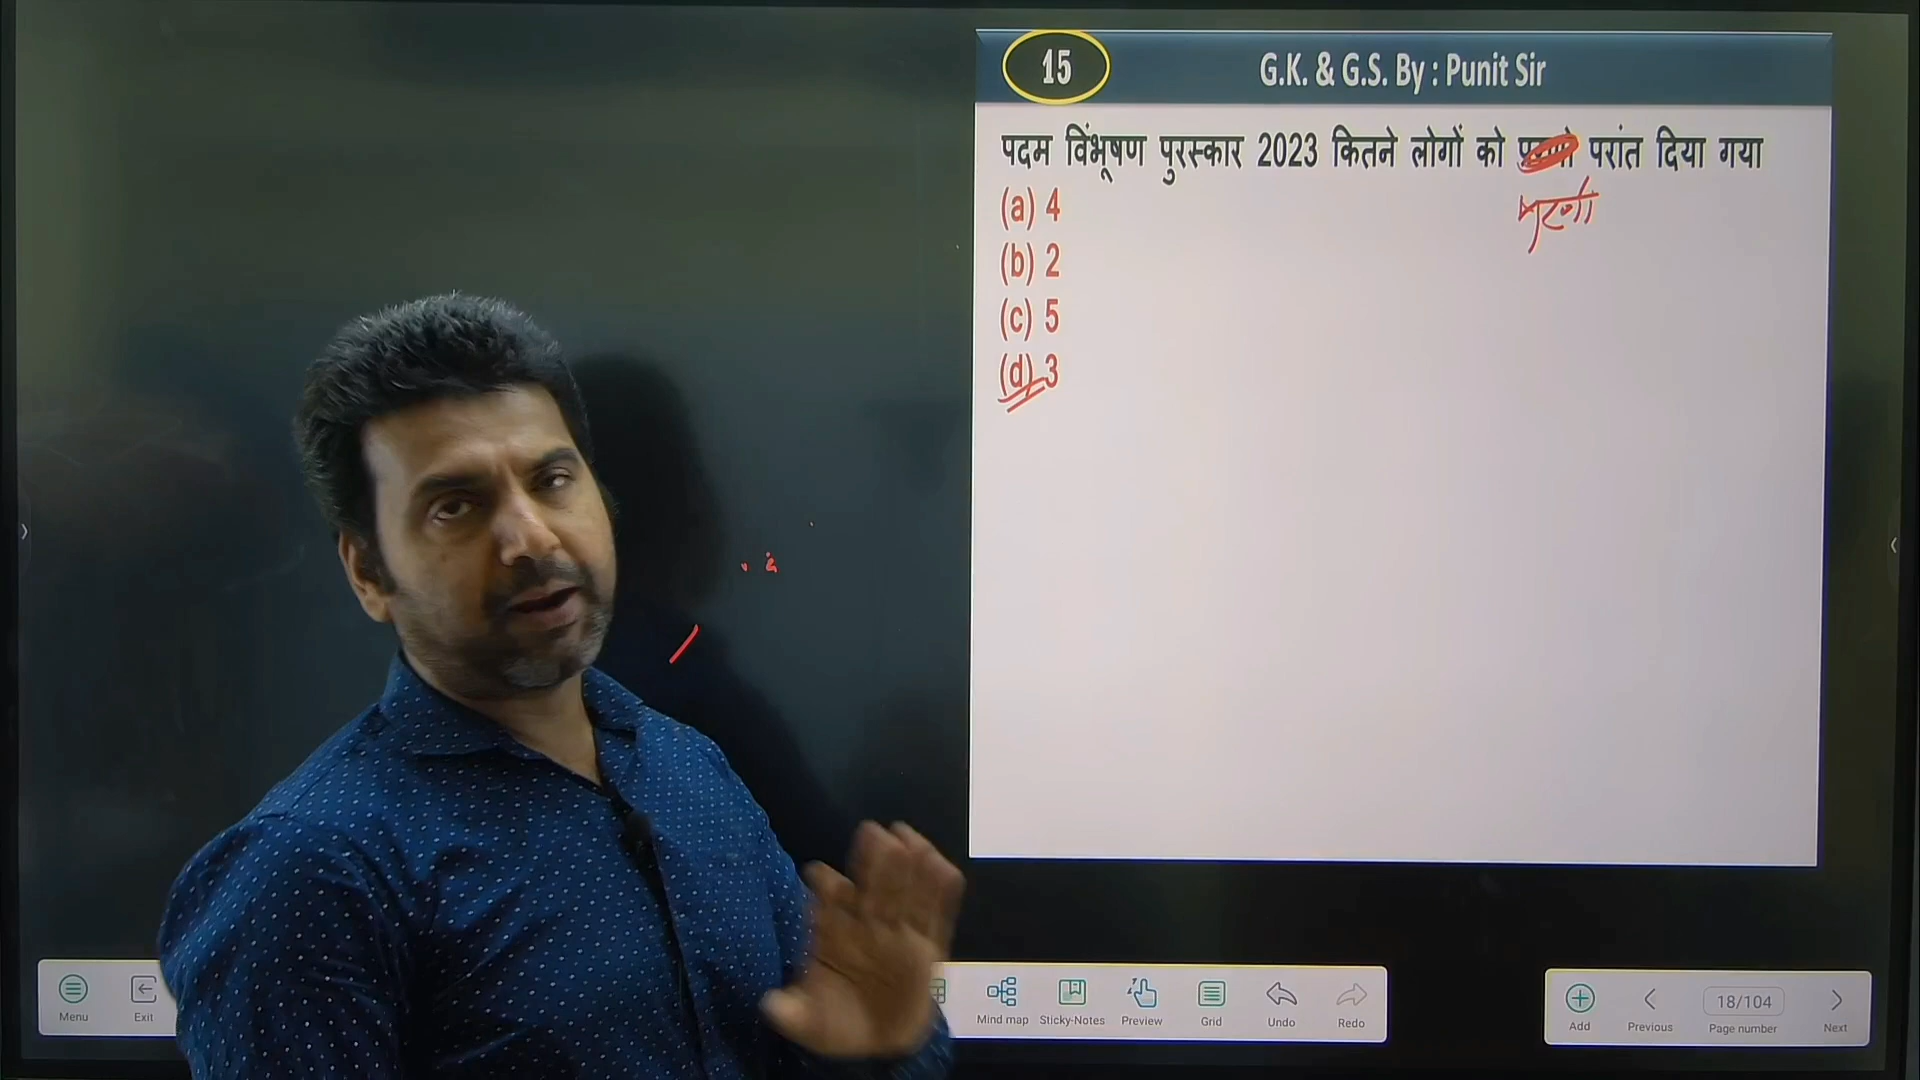 15
G.K. & G.S. By : Punit Sir
पदम विंभूषण पुरस्कार 2023 कितने लोगों को परांत दिया गया
मरणो
(a) 4
(b) 2
(c) 5
(d) 3
Menu
Exit
Mind map
Sticky-Notes
Preview
Grid
Undo
Redo
Add
Previous
18/104
Page number
Next